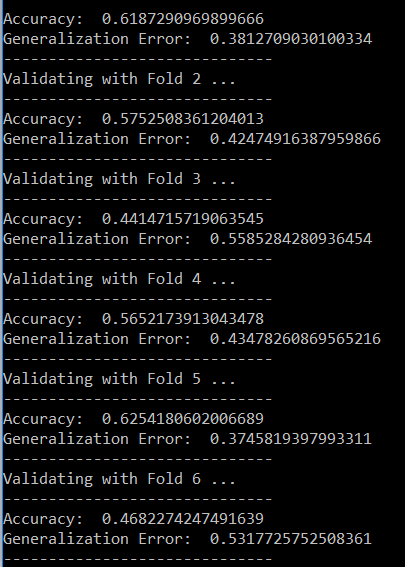 Accuracy:  0.6187290969899666
Generalization Error:  0.3812709030100334
------------------------------
Validating with Fold 2 ...
------------------------------
Accuracy:  0.5752508361204013
Generalization Error:  0.42474916387959866
------------------------------
Validating with Fold 3 ...
------------------------------
Accuracy:  0.4414715719063545
Generalization Error:  0.5585284280936454
------------------------------
Validating with Fold 4 ...
------------------------------
Accuracy:  0.5652173913043478
Generalization Error:  0.43478260869565216
------------------------------
Validating with Fold 5 ...
------------------------------
Accuracy:  0.6254180602006689
Generalization Error:  0.3745819397993311
------------------------------
Validating with Fold 6 ...
------------------------------
Accuracy:  0.4682274247491639
Generalization Error:  0.5317725752508361
------------------------------